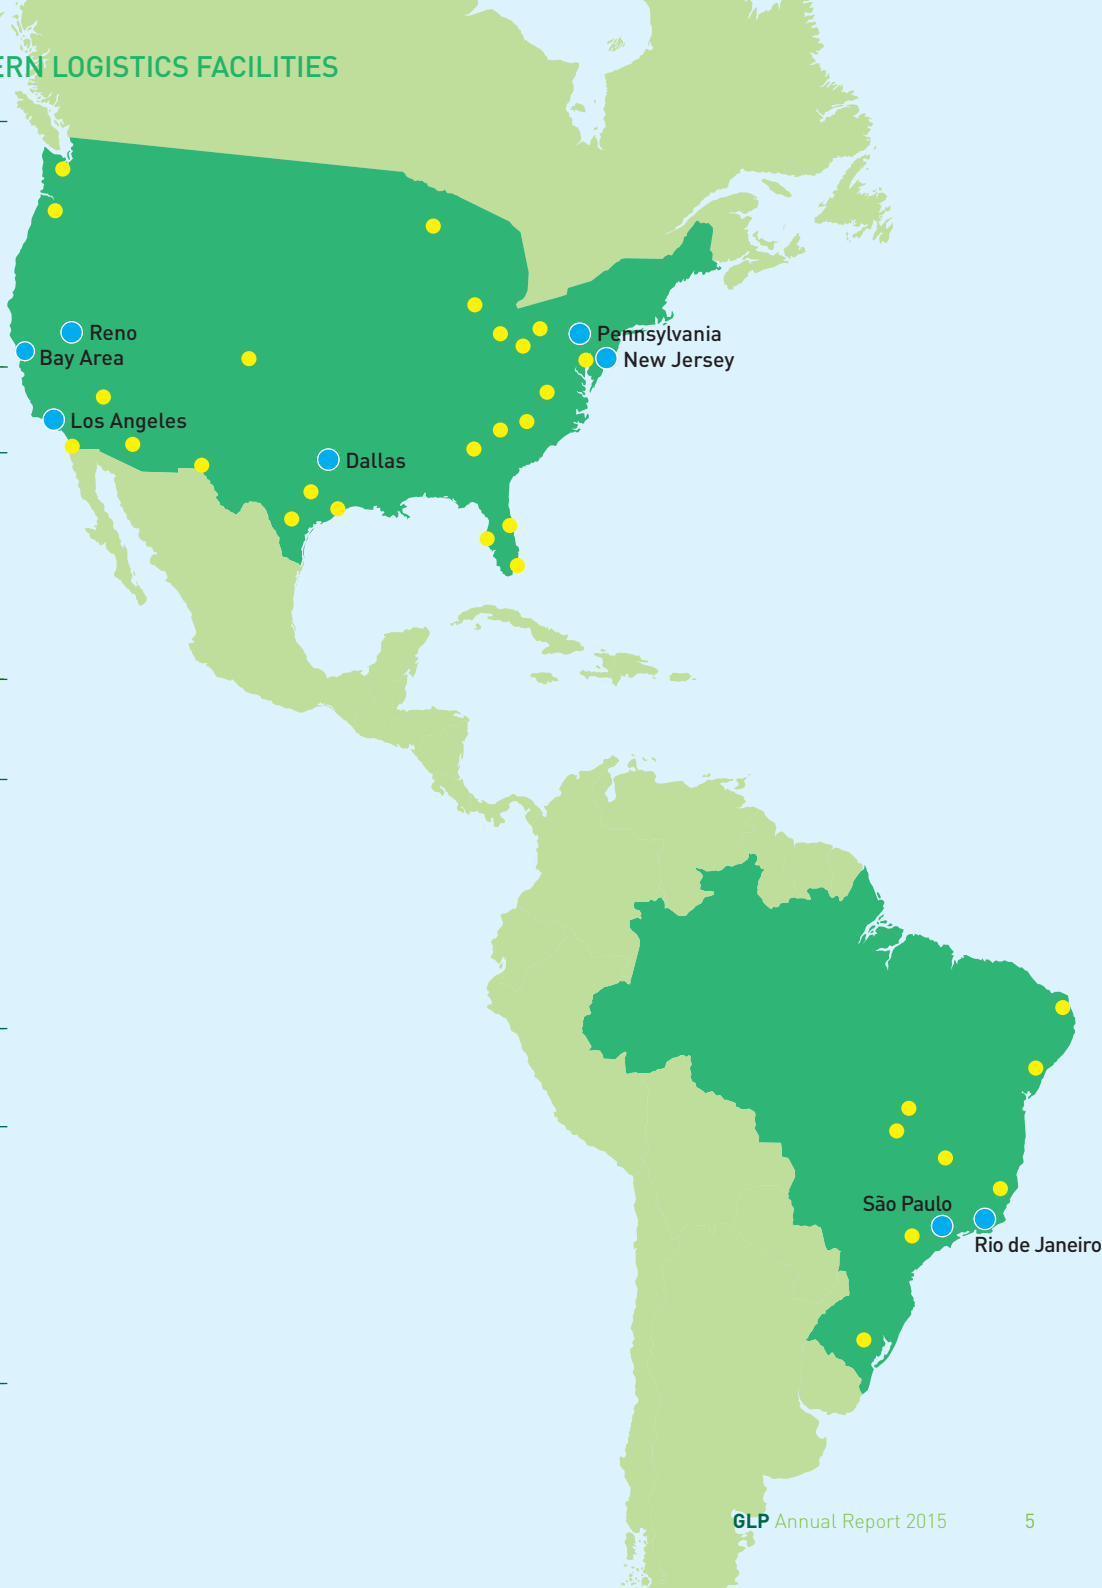 ERN LOGISTICS FACILITIES
Reno
Bay Area
Pennsylvania
New Jersey
Los Angeles
Dallas
São Paulo
Rio de Janeiro
GLP Annual Report 2015 5